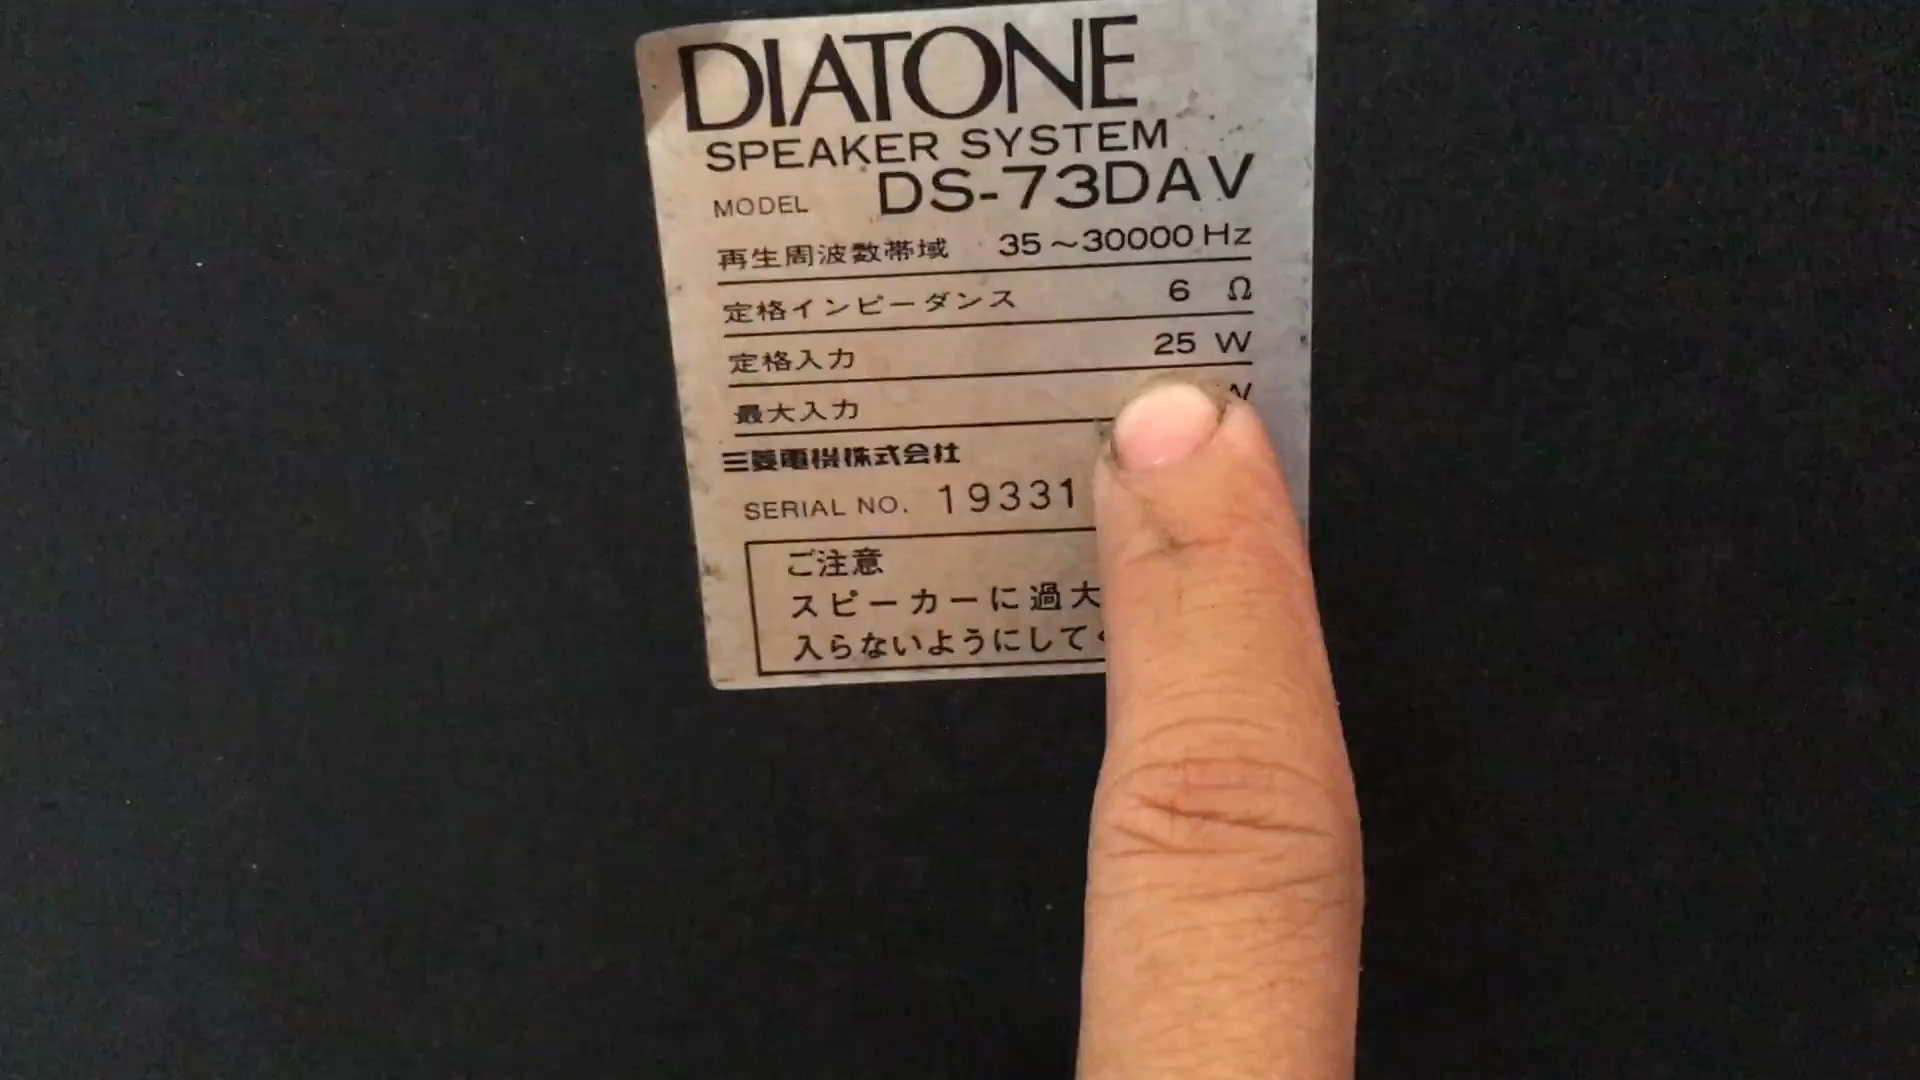 DIATONE
SPEAKER SYSTEM
MODEL DS-73DAV
再生周波数帯域 35~30000Hz
定格インピーダンス 6 Ω
定格入力 25 W
最大入力 W
三菱電機株式会社
SERIAL NO. 19331
ご注意
スピーカーに過大
入らないようにして